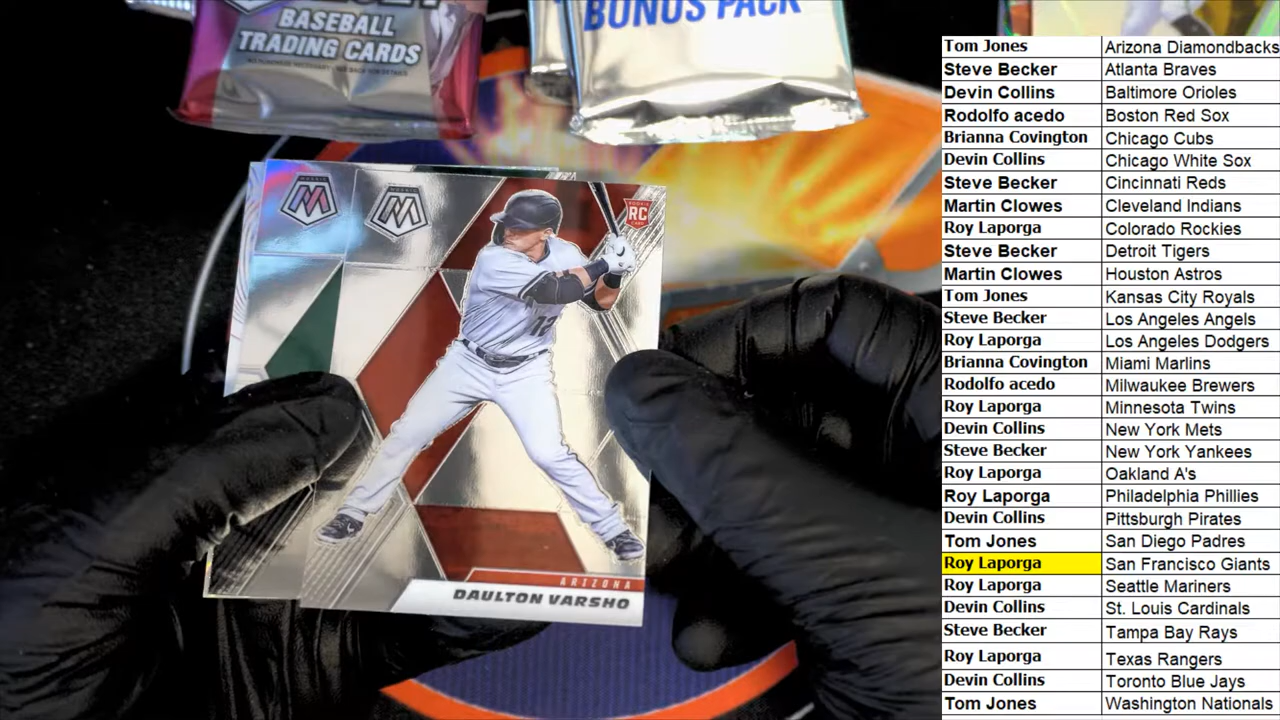 BASEBALL
TRADING CARDS
BONUS PACK
MOSAIC
MOSAIC
ROOKIE
RC
CARD
12
ARIZONA
DAULTON VARSHO
Tom Jones Arizona Diamondbacks
Steve Becker Atlanta Braves
Devin Collins Baltimore Orioles
Rodolfo acedo Boston Red Sox
Brianna Covington Chicago Cubs
Devin Collins Chicago White Sox
Steve Becker Cincinnati Reds
Martin Clowes Cleveland Indians
Roy Laporga Colorado Rockies
Steve Becker Detroit Tigers
Martin Clowes Houston Astros
Tom Jones Kansas City Royals
Steve Becker Los Angeles Angels
Roy Laporga Los Angeles Dodgers
Brianna Covington Miami Marlins
Rodolfo acedo Milwaukee Brewers
Roy Laporga Minnesota Twins
Devin Collins New York Mets
Steve Becker New York Yankees
Roy Laporga Oakland A's
Roy Laporga Philadelphia Phillies
Devin Collins Pittsburgh Pirates
Tom Jones San Diego Padres
Roy Laporga San Francisco Giants
Roy Laporga Seattle Mariners
Devin Collins St. Louis Cardinals
Steve Becker Tampa Bay Rays
Roy Laporga Texas Rangers
Devin Collins Toronto Blue Jays
Tom Jones Washington Nationals